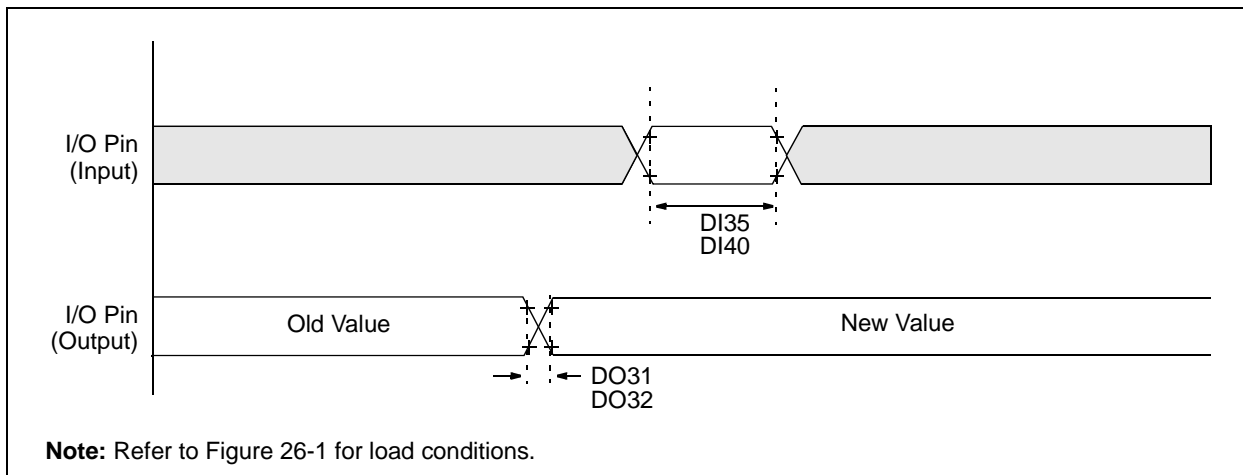 I/O Pin
(Input)
DI35
DI40
I/O Pin
(Output)
Old Value
New Value
DO31
DO32
Note: Refer to Figure 26-1 for load conditions.